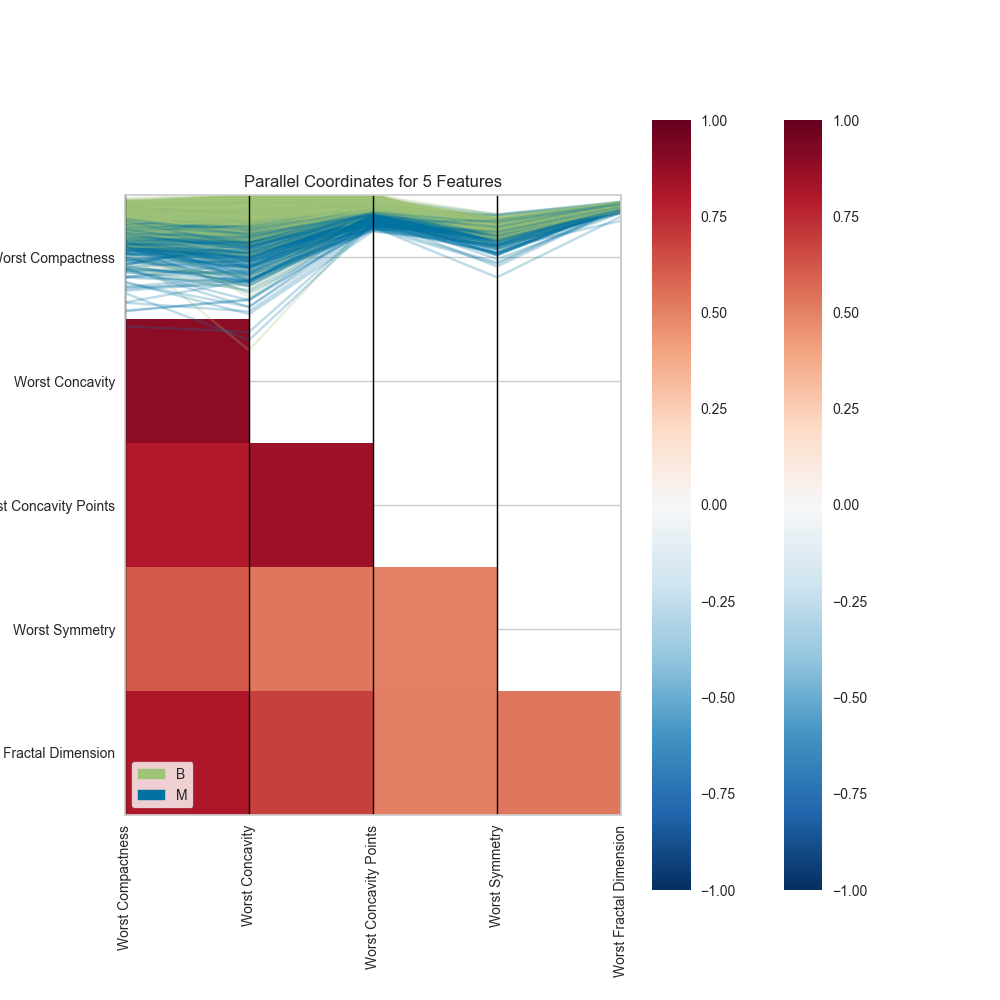 Parallel Coordinates for 5 Features
Worst Compactness
Worst Concavity
st Concavity Points
Worst Symmetry
Fractal Dimension
B
M
Worst Compactness
Worst Concavity
Worst Concavity Points
Worst Symmetry
Worst Fractal Dimension
1.00
0.75
0.50
0.25
0.00
−0.25
−0.50
−0.75
−1.00
1.00
0.75
0.50
0.25
0.00
−0.25
−0.50
−0.75
−1.00